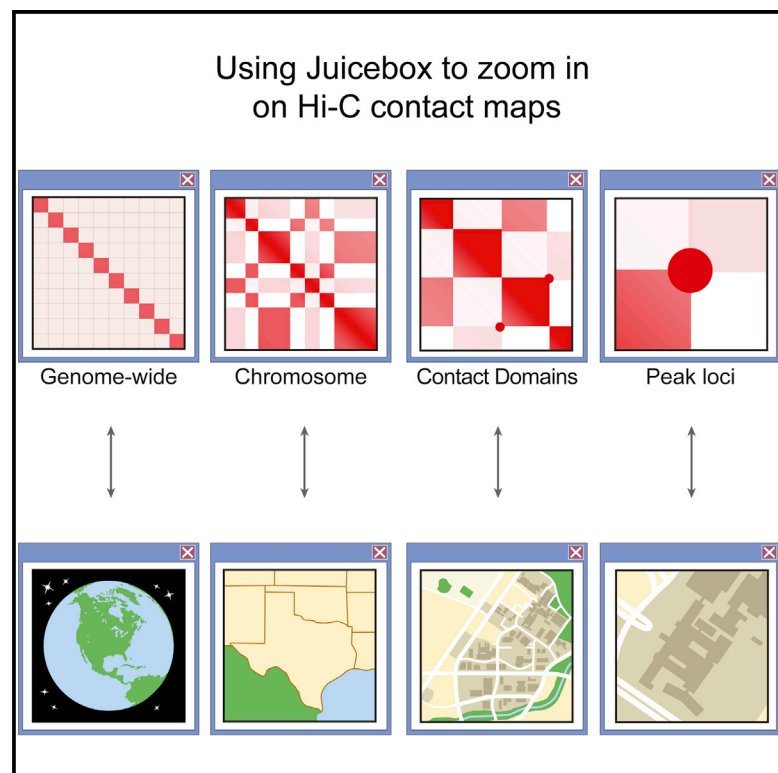 Using Juicebox to zoom in
on Hi-C contact maps
Genome-wide
Chromosome
Contact Domains
Peak loci